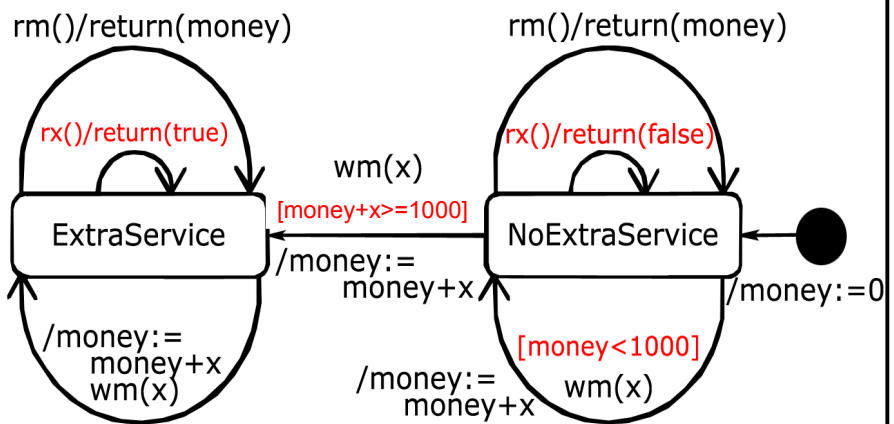 rm()/return(money)
rx()/return(true)
ExtraService
/money:=
money+x
wm(x)
wm(x)
[money+x>=1000]
/money:=
money+x
rm()/return(money)
rx()/return(false)
NoExtraService
/money:=0
[money<1000]
wm(x)
/money:=
money+x